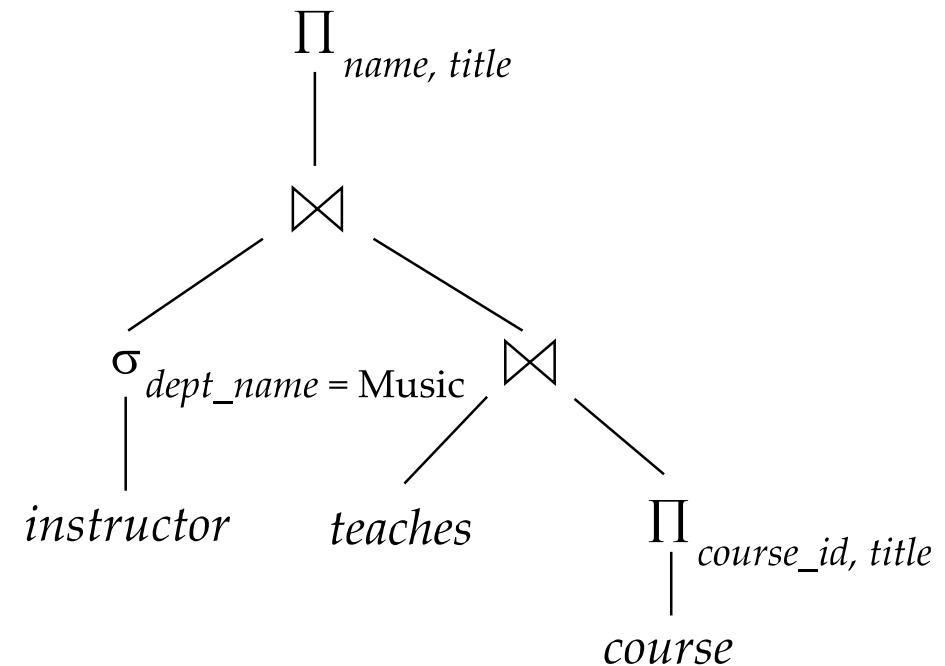 ∏ name, title
⋈
σ dept_name = Music
⋈
instructor
teaches
∏ course_id, title
course